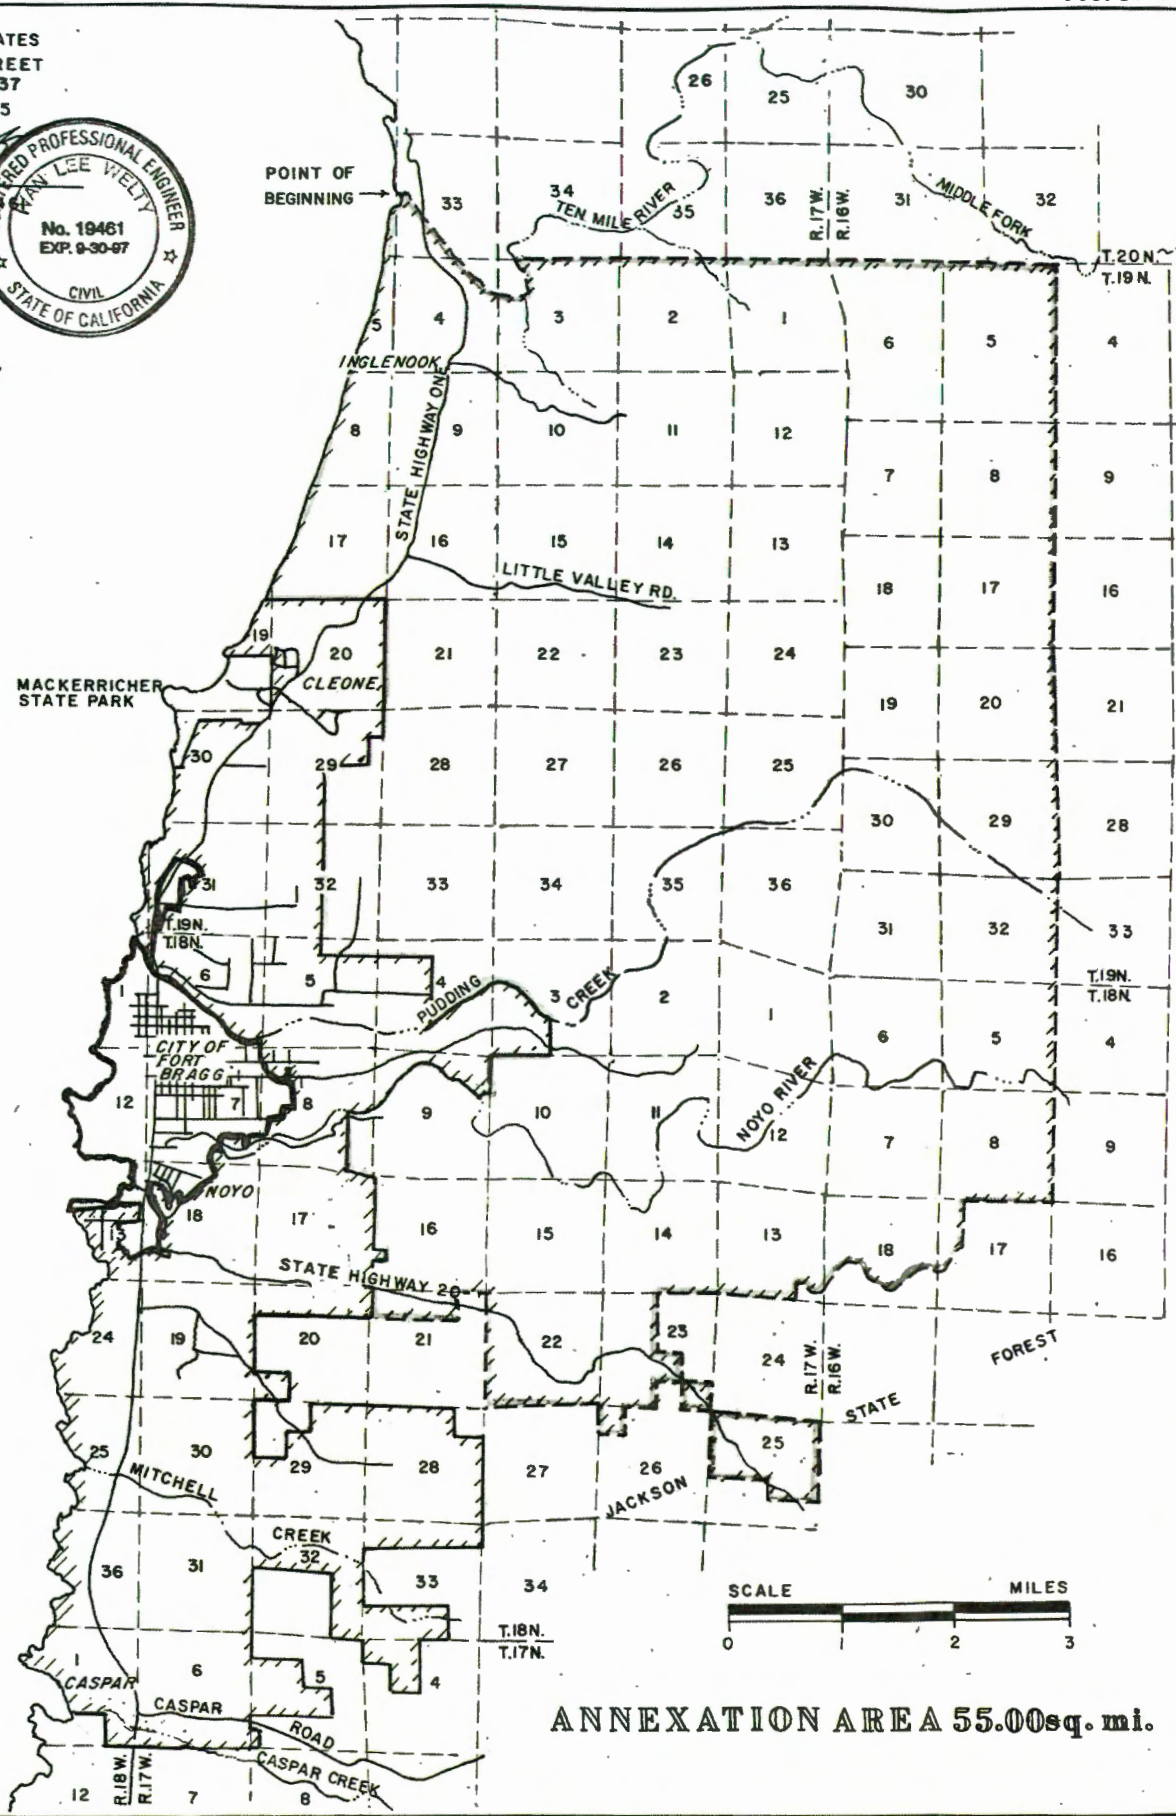 ATES
REET
37
5
ERED PROFESSIONAL ENGINEER
LEE WELTY
No. 19461
EXP. 9-30-97
CIVIL
STATE OF CALIFORNIA
26
25
30
POINT OF
BEGINNING
33
34
TEN MILE RIVER
35
36
R.17W.
R.16W.
31
MIDDLE FORK
32
T.20N.
T.19N.
5
4
3
2
1
6
5
4
INGLENOOK
STATE HIGHWAY ONE
8
9
10
11
12
7
8
9
17
16
15
14
13
18
17
16
LITTLE VALLEY RD.
19
20
21
22
23
24
19
20
21
CLEONE
MACKERRICHER
STATE PARK
30
29
28
27
26
25
30
29
28
31
32
33
34
35
36
31
32
33
T.19N.
T.18N.
T.19N.
T.18N.
6
5
4
PUDDING
3
CREEK
2
1
6
5
4
1
CITY OF
FORT
BRAGG
12
7
8
9
10
11
NOYO RIVER
12
7
8
9
NOYO
13
18
17
16
15
14
13
18
17
16
STATE HIGHWAY 20
24
19
20
21
22
23
24
R.17W.
R.16W.
FOREST
STATE
25
30
29
28
27
26
25
JACKSON
MITCHELL
CREEK
36
31
32
33
34
T.18N.
T.17N.
SCALE
MILES
0
1
2
3
1
CASPAR
6
5
4
CASPAR
ROAD
CASPAR CREEK
ANNEXATION AREA 55.00sq. mi.
12
R.18W.
R.17W.
7
8